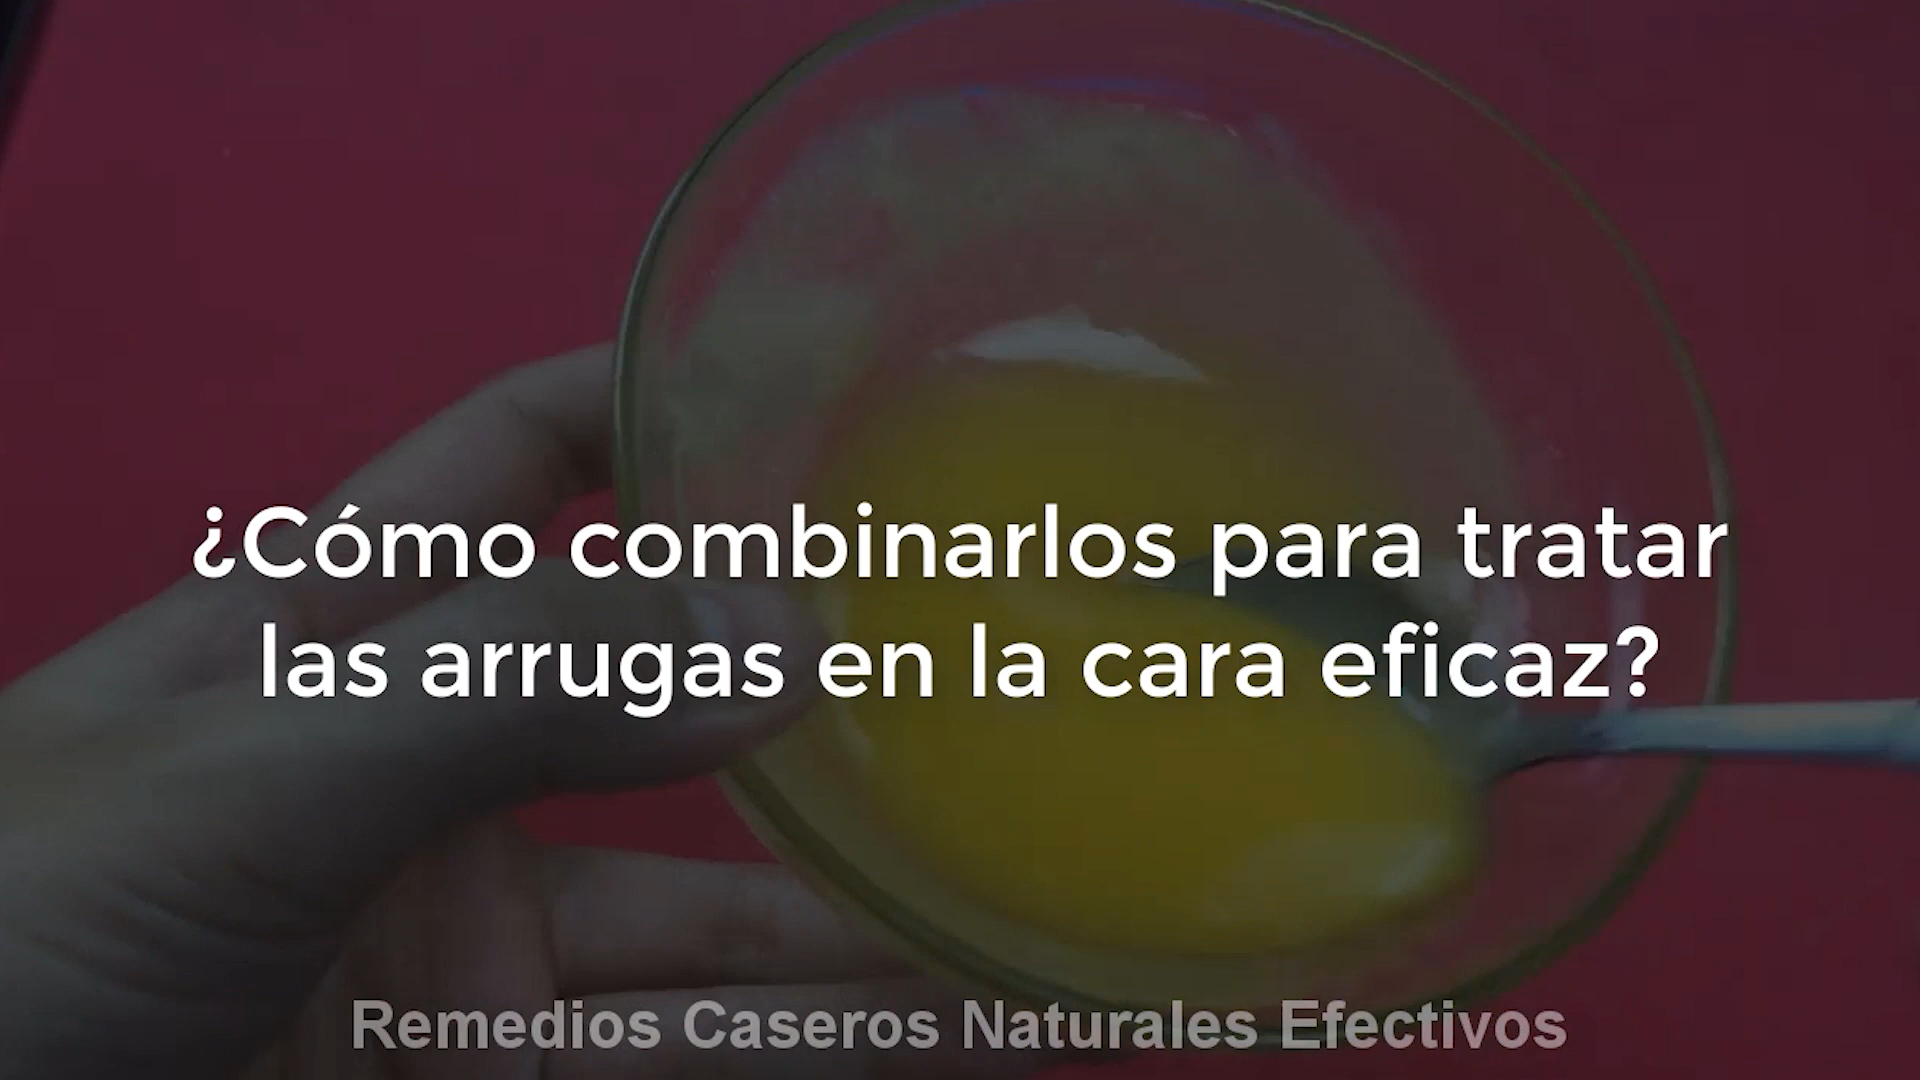 ¿Cómo combinarlos para tratar
las arrugas en la cara eficaz?
Remedios Caseros Naturales Efectivos